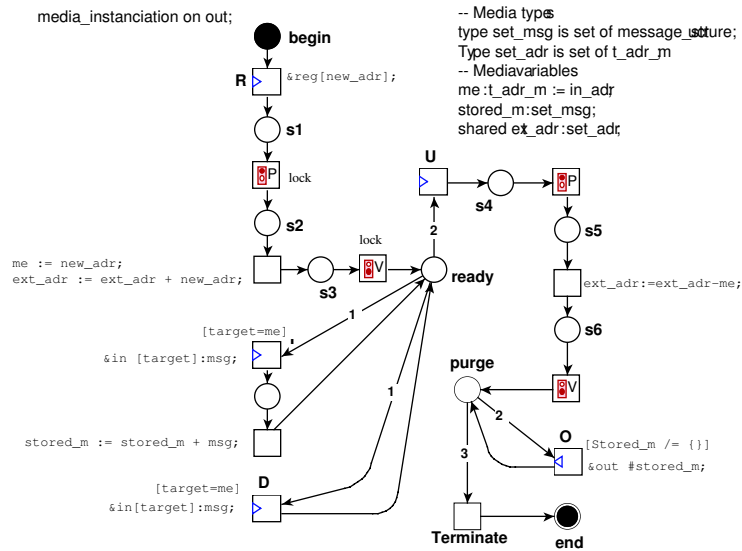 media_instanciation on out;
-- Media types
type set_msg is set of message_ ture;
Type set_adr is set of t_adr_m
-- Mediavariables
me:t_adr_m := in_adr;
stored_m:set_msg;
shared ext_adr:set_adr;
begin
R
&reg[new_adr];
s1
P
lock
s2
me := new_adr;
ext_adr := ext_adr + new_adr;
s3
lock
V
ready
U
2
s4
P
s5
ext_adr:=ext_adr-me;
s6
V
purge
1
[target=me]
&in [target]:msg;
stored_m := stored_m + msg;
1
D
[target=me]
&in[target]:msg;
2
O
[Stored_m /= {}]
&out #stored_m;
3
Terminate
end